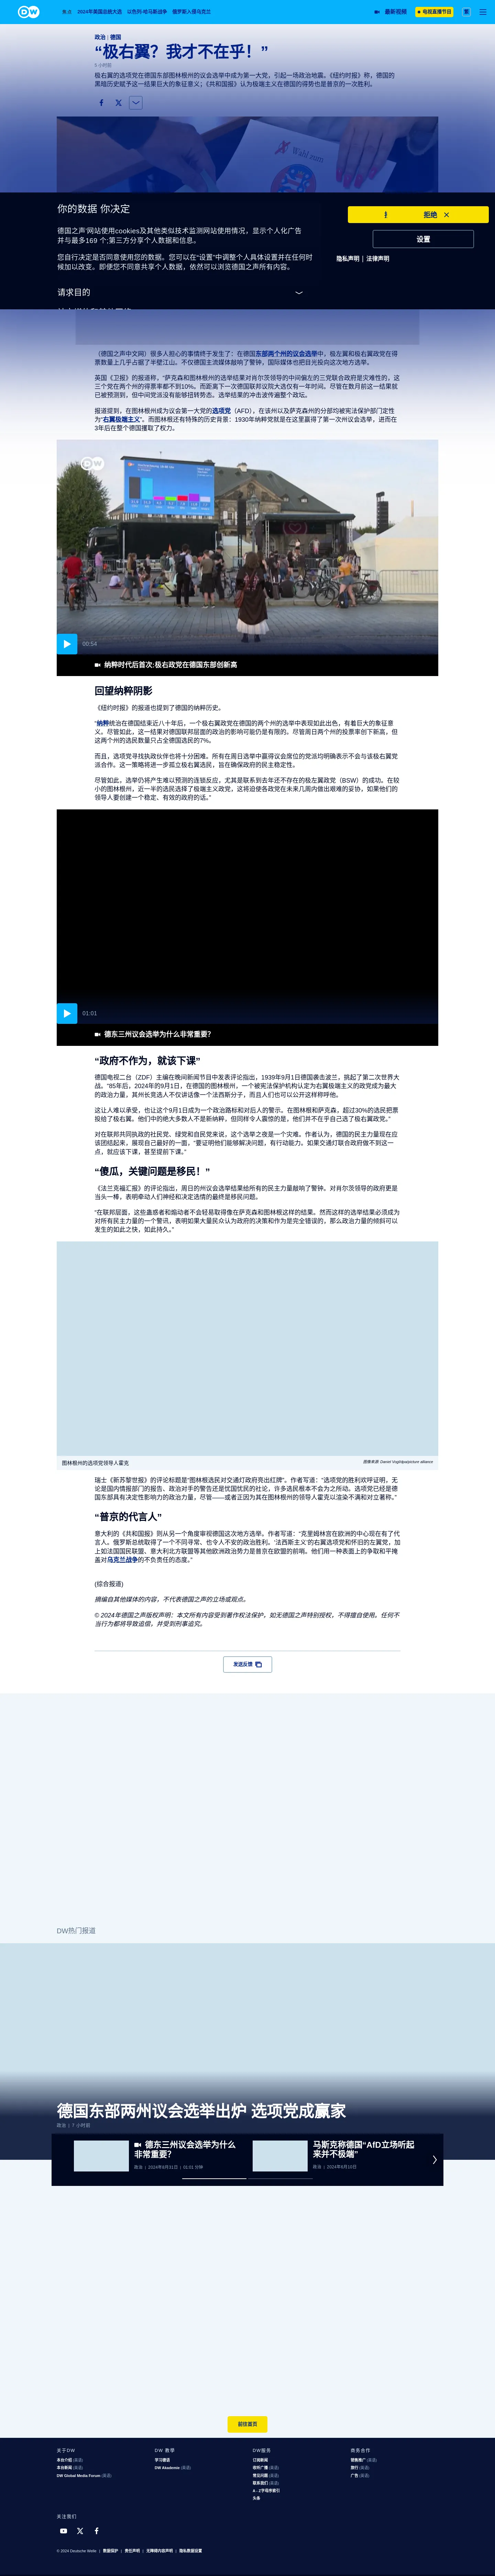 DW
焦点
2024年美国总统大选
以色列-哈马斯战争
俄罗斯入侵乌克兰
最新视频
电视直播节目
繁
政治 | 德国
“极右翼？我才不在乎！”
5 小时前
极右翼的选项党在德国东部图林根州的议会选举中成为第一大党，引起一场政治地震。《纽约时报》称，德国的
黑暗历史赋予这一结果巨大的象征意义；《共和国报》认为极端主义政党在德国的得势也是普京的一次胜利。
Wahl zum
你的数据 你决定
德国之声'网站使用cookies及其他类似技术监测网站使用情况，显示个人化广告
并与最多169 个;第三方分享个人数据和信息。
您自行决定是否同意使用您的数据。您可以在"设置"中调整个人具体设置并在任何时
候加以改变。即便您不同意共享个人数据，依然可以浏览德国之声所有内容。
请求目的
拒绝
设置
隐私声明 | 法律声明
（德国之声中文网）很多人担心的事情终于发生了：在德国东部两个州的议会选举中，极左翼和极右翼政党在得
票数量上几乎占据了半壁江山。不仅德国主流媒体敲响了警钟，国际媒体也把目光投向这次地方选举。
英国《卫报》的报道称，“萨克森和图林根州的选举结果对肖尔茨领导的中间偏左的三党联合政府是灾难性的，这
三个党在两个州的得票率都不到10%。而距离下一次德国联邦议院大选仅有一年时间。尽管在数月前这一结果就
已被预测到，但中间党派没有能够扭转势态。选举结果的冲击波传遍整个政坛。
报道提到，在图林根州成为议会第一大党的选项党（AFD），在该州以及萨克森州的分部均被宪法保护部门定性
为“右翼极端主义”。而图林根还有特殊的历史背景：1930年纳粹党就是在这里赢得了第一次州议会选举，进而在
3年后在整个德国攫取了权力。
DW
00:54
纳粹时代后首次:极右政党在德国东部创新高
回望纳粹阴影
《纽约时报》的报道也提到了德国的纳粹历史。
“纳粹统治在德国结束近八十年后，一个极右翼政党在德国的两个州的选举中表现如此出色，有着巨大的象征意
义。尽管如此，这一结果对德国联邦层面的政治的影响可能仍是有限的。尽管周日两个州的投票率创下新高，但
这两个州的选民数量只占全德国选民的7%。
而且，选项党寻找执政伙伴也将十分困难。所有在周日选举中赢得议会席位的党派均明确表示不会与该极右翼党
派合作。这一策略将进一步孤立极右翼选民，旨在确保政府的民主稳定性。
尽管如此，选举仍将产生难以预测的连锁反应，尤其是联系到去年还不存在的极左翼政党（BSW）的成功。在较
小的一个州图林根，近一半的选民选择了极端主义政党，这将迫使各政党在未来几周内做出艰难的妥协，如果他们的
领导人要创建一个稳定、有效的政府的话。”
01:01
德东三州议会选举为什么非常重要？
“政府不作为，就该下课”
德国电视二台（ZDF）主编在晚间新闻节目中发表评论指出，1939年9月1日德国袭击波兰，挑起了第二次世界大
战。“85年后，2024年的9月1日，在德国的图林根州，一个被宪法保护机构认定为右翼极端主义的政党成为最大
的政治力量，其州长竞选人不仅讲话像一个法西斯分子，而且人们也可以公开这样称呼他。
这让人难以承受，也让这个9月1日成为一个政治路标和对后人的警示。在图林根和萨克森，超过30%的选民把票
投给了右翼。他们中的绝大多数人不是新纳粹，但同样令人震惊的是，他们并不在乎自己选了极右翼政党。”
对在联邦共同执政的社民党、绿党和自民党来说，这个选举之夜是一个灾难。作者认为，德国的民主力量现在应
该团结起来，展现自己最好的一面，“要证明他们能够解决问题，有行动能力。如果交通灯联合政府做不到这一
点，就应该下课，甚至提前下课。”
“傻瓜，关键问题是移民！”
《法兰克福汇报》的评论指出，周日的州议会选举结果给所有的民主力量敲响了警钟。对肖尔茨领导的政府更是
当头一棒，表明牵动人们神经和决定选情的最终是移民问题。
“在联邦层面，这些蛊惑者和煽动者不会轻易取得像在萨克森和图林根这样的结果。然而这样的选举结果必须成为
对所有民主力量的一个警讯，表明如果大量民众认为政府的决策和作为是完全错误的，那么政治力量的倾斜可以
发生的如此之快，如此持久。”
图林根州的选项党领导人霍克
图像来源: Daniel Vogl/dpa/picture alliance
瑞士《新苏黎世报》的评论标题是“图林根选民对交通灯政府亮出红牌”。作者写道：“选项党的胜利欢呼证明，无
论是国内情报部门的报告、政治对手的警告还是忧国忧民的社论，许多选民根本不会为之所动。选项党已经是德
国东部具有决定性影响力的政治力量，尽管——或者正因为其在图林根州的领导人霍克以渲染不满和对立著称。”
“普京的代言人”
意大利的《共和国报》则从另一个角度审视德国这次地方选举。作者写道：“克里姆林宫在欧洲的中心现在有了代
言人。俄罗斯总统取得了一个不同寻常、也令人不安的政治胜利。‘法西斯主义’的右翼选项党和怀旧的左翼党，加
上如法国国民联盟、意大利北方联盟等其他欧洲政治势力是普京在欧盟的前哨。他们用一种表面上的争取和平掩
盖对乌克兰战争的不负责任的态度。”
(综合报道)
摘编自其他媒体的内容，不代表德国之声的立场或观点。
© 2024年德国之声版权声明：本文所有内容受到著作权法保护，如无德国之声特别授权，不得擅自使用。任何不
当行为都将导致追偿，并受到刑事追究。
发送反馈
DW热门报道
德国东部两州议会选举出炉 选项党成赢家
政治 | 7 小时前
德东三州议会选举为什么
非常重要？
政治 | 2024年8月31日 | 01:01 分钟
马斯克称德国“AfD立场听起
来并不极端”
政治 | 2024年6月10日
前往首页
关于DW
本台介绍 (英语)
本台新闻 (英语)
DW Global Media Forum (英语)
DW 教学
学习德语
DW Akademie (英语)
DW服务
订阅新闻
收听广播 (英语)
常见问题 (英语)
联系我们 (英语)
A - Z字母序索引
头条
商务合作
销售推广 (英语)
旅行 (英语)
广告 (英语)
关注我们
© 2024 Deutsche Welle | 数据保护 | 责任声明 | 无障碍内容声明 | 隐私数据设置